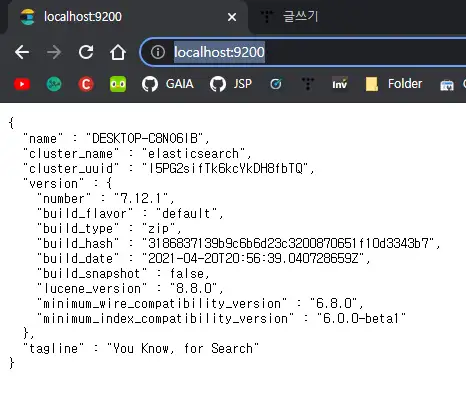 localhost:9200
글쓰기
localhost:9200
GAIA
JSP
inv
Folder
{
"name" : "DESKTOP-C8NO6IB",
"cluster_name" : "elasticsearch",
"cluster_uuid" : "I5PG2sifTk6kcYkDH8fbTQ",
"version" : {
"number" : "7.12.1",
"build_flavor" : "default",
"build_type" : "zip",
"build_hash" : "3186837139b9c6b6d23c3200870651f10d3343b7",
"build_date" : "2021-04-20T20:56:39.040728659Z",
"build_snapshot" : false,
"lucene_version" : "8.8.0",
"minimum_wire_compatibility_version" : "6.8.0",
"minimum_index_compatibility_version" : "6.0.0-beta1"
},
"tagline" : "You Know, for Search"
}